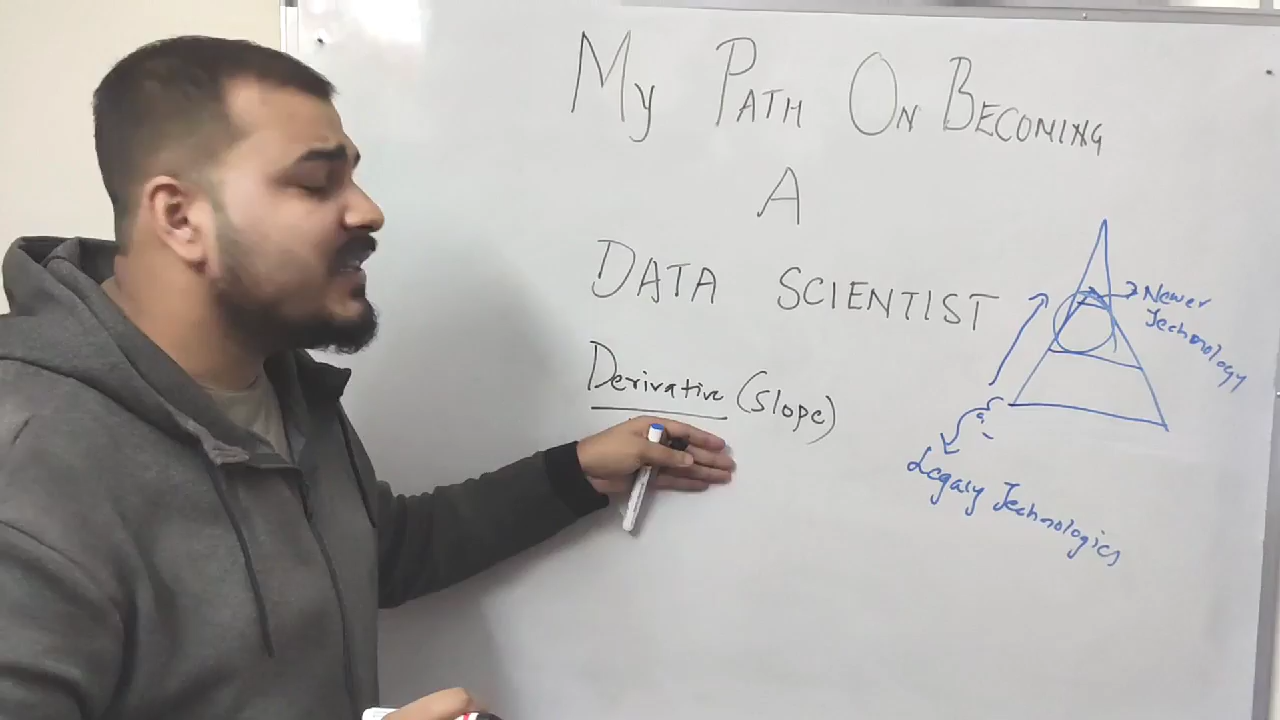 My PATH ON BECOMING
A
DATA SCIENTIST
Derivative (Slope)
Newer
Technology
Legacy Technologies